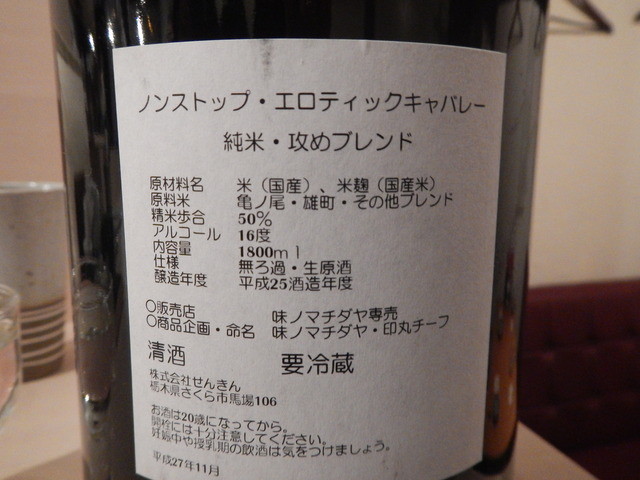 ノンストップ・エロティックキャバレー
純米・攻めブレンド
原材料名 米（国産）、米麹（国産米）
原料米 亀ノ尾・雄町・その他ブレンド
精米歩合 50%
アルコール 16度
内容量 1800ml
仕様 無ろ過・生原酒
醸造年度 平成25酒造年度
〇販売店 味ノマチダヤ専売
〇商品企画・命名 味ノマチダヤ・印丸チーフ
清酒 要冷蔵
株式会社せんきん
栃木県さくら市馬場106
お酒は20歳になってから。
開栓には十分注意してください。
妊娠中や授乳期の飲酒は気をつけましょう。
平成27年11月